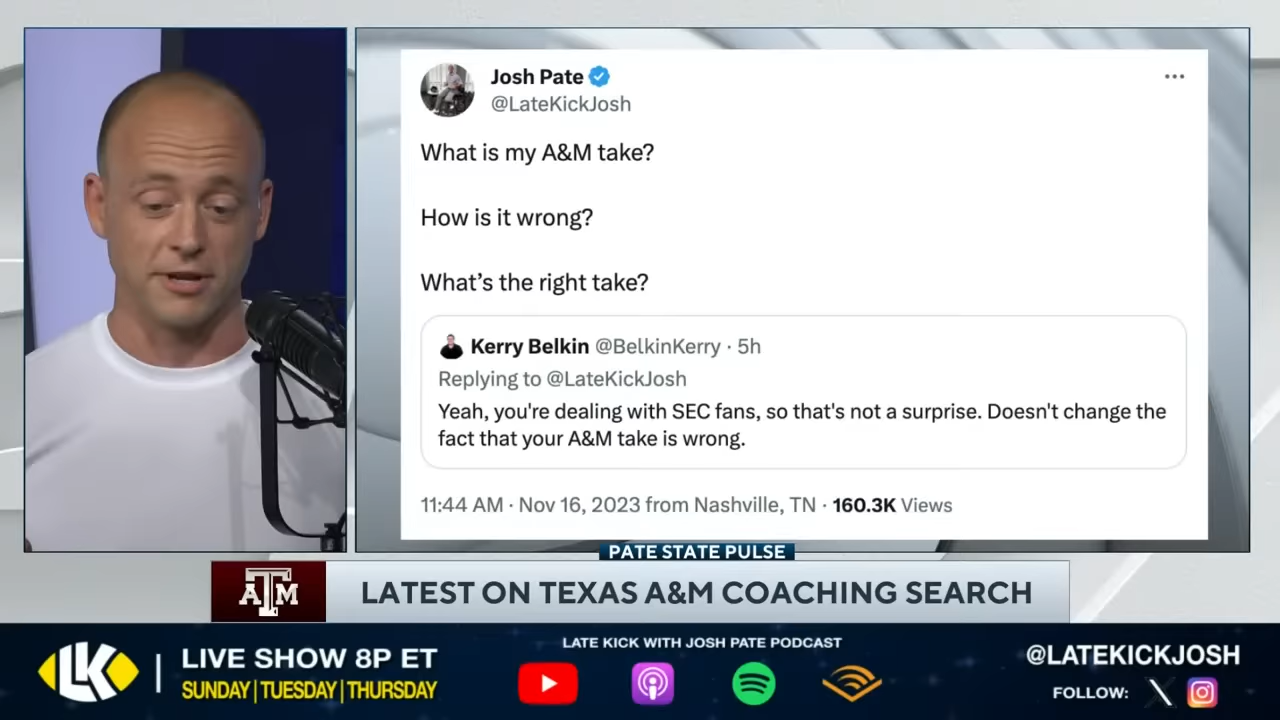 Josh Pate
@LateKickJosh
What is my A&M take?
How is it wrong?
What’s the right take?
Kerry Belkin @BelkinKerry · 5h
Replying to @LateKickJosh
Yeah, you're dealing with SEC fans, so that's not a surprise. Doesn't change the
fact that your A&M take is wrong.
11:44 AM · Nov 16, 2023 from Nashville, TN · 160.3K Views
PATE STATE PULSE
ATM
LATEST ON TEXAS A&M COACHING SEARCH
LK
LIVE SHOW 8P ET
SUNDAY|TUESDAY|THURSDAY
LATE KICK WITH JOSH PATE PODCAST
@LATEKICKJOSH
FOLLOW: